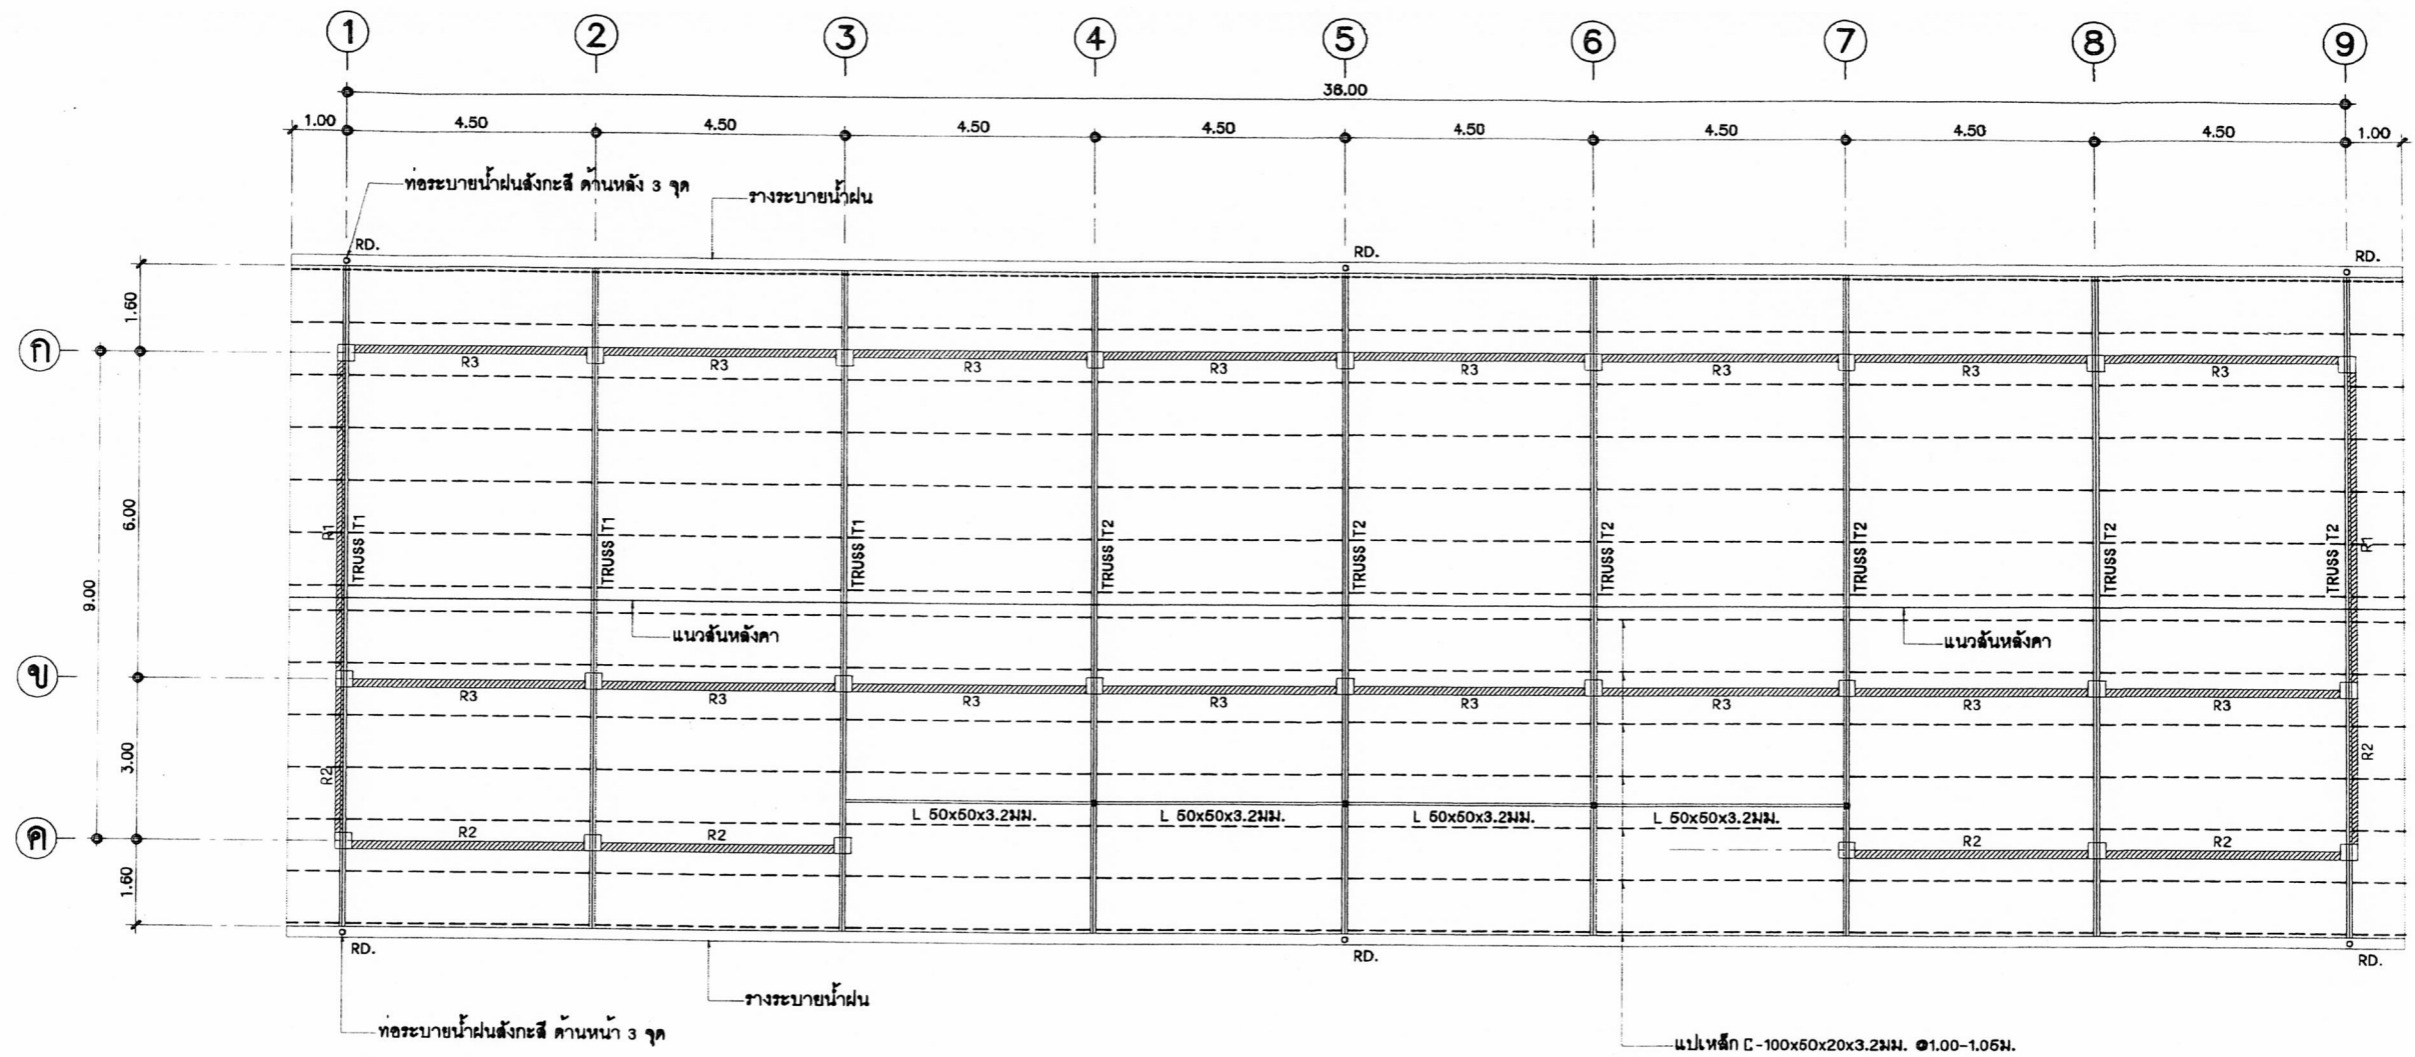 1 2 3 4 5 6 7 8 9
36.00
1.00 4.50 4.50 4.50 4.50 4.50 4.50 4.50 4.50 1.00
ท่อระบายน้ำฝนสังกะสี ด้านหลัง 3 จุด
รางระบายน้ำฝน
RD. RD. RD.
1.60
ก
R3 R3 R3 R3 R3 R3 R3 R3
6.00
9.00
R1 TRUSS T1 TRUSS T1 TRUSS T1 TRUSS T2 TRUSS T2 TRUSS T2 TRUSS T2 TRUSS T2 TRUSS T2 R1
แนวสันหลังคา แนวสันหลังคา
ข
R3 R3 R3 R3 R3 R3 R3 R3
3.00
R2 R2
L 50x50x3.2มม. L 50x50x3.2มม. L 50x50x3.2มม. L 50x50x3.2มม.
ค
R2 R2 R2 R2
1.60
RD. RD. RD.
รางระบายน้ำฝน
ท่อระบายน้ำฝนสังกะสี ด้านหน้า 3 จุด
แปเหล็ก C-100x50x20x3.2มม. @1.00-1.05ม.